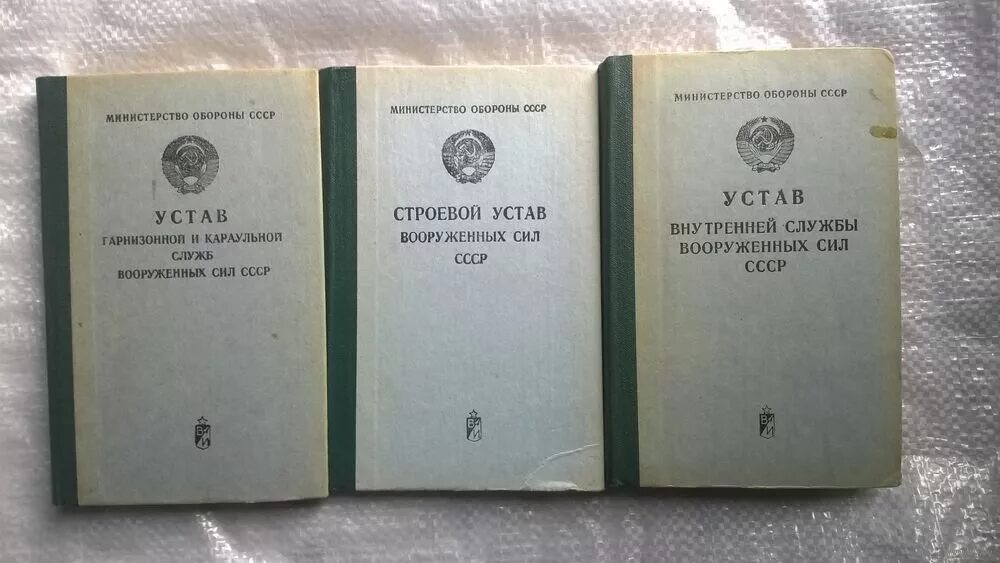 МИНИСТЕРСТВО ОБОРОНЫ СССР
УСТАВ
ГАРНИЗОННОЙ И КАРАУЛЬНОЙ
СЛУЖБ
ВООРУЖЕННЫХ СИЛ СССР
ВИ
МИНИСТЕРСТВО ОБОРОНЫ СССР
СТРОЕВОЙ УСТАВ
ВООРУЖЕННЫХ СИЛ
СССР
ВИ
МИНИСТЕРСТВО ОБОРОНЫ СССР
УСТАВ
ВНУТРЕННЕЙ СЛУЖБЫ
ВООРУЖЕННЫХ СИЛ
СССР
ВИ